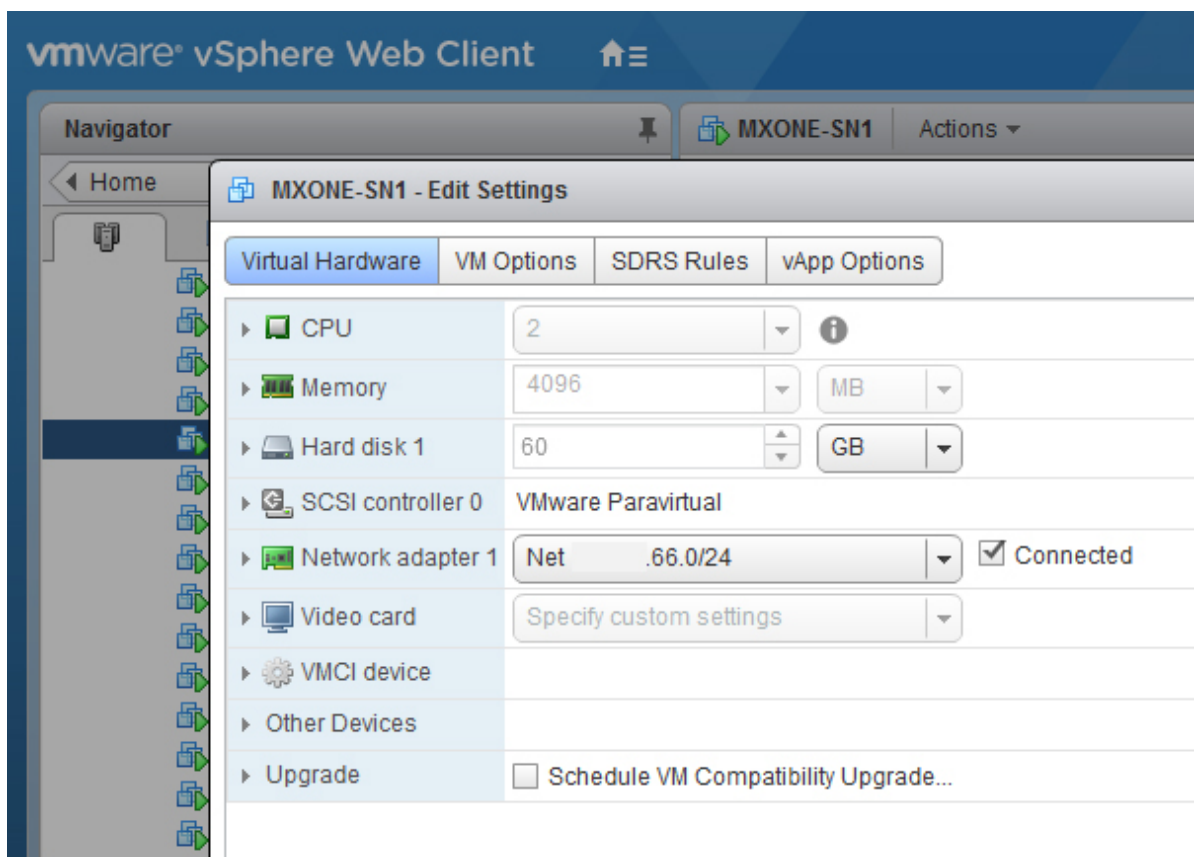 vmware® vSphere Web Client
Navigator
MXONE-SN1 Actions
Home
MXONE-SN1 - Edit Settings
Virtual Hardware VM Options SDRS Rules vApp Options
CPU 2
Memory 4096 MB
Hard disk 1 60 GB
SCSI controller 0 VMware Paravirtual
Network adapter 1 Net .66.0/24 Connected
Video card Specify custom settings
VMCI device
Other Devices
Upgrade Schedule VM Compatibility Upgrade...